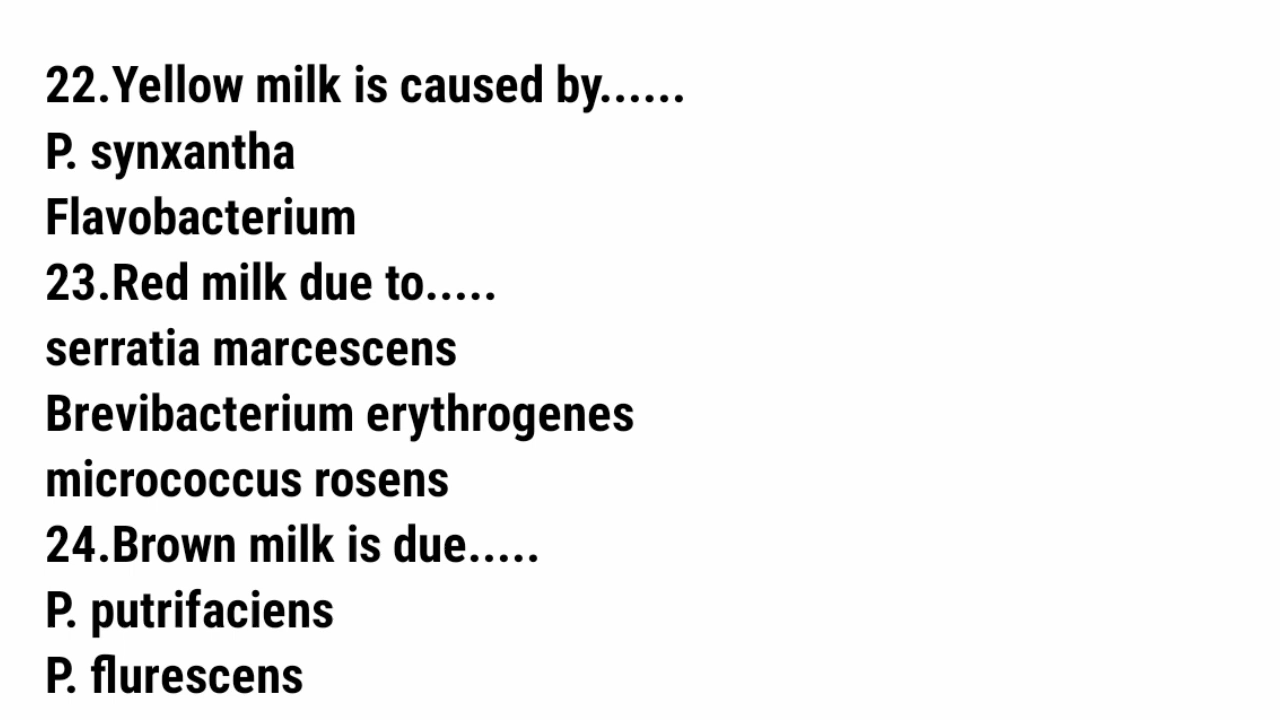 22.Yellow milk is caused by......
P. synxantha
Flavobacterium
23.Red milk due to.....
serratia marcescens
Brevibacterium erythrogenes
micrococcus rosens
24.Brown milk is due.....
P. putrifaciens
P. flurescens